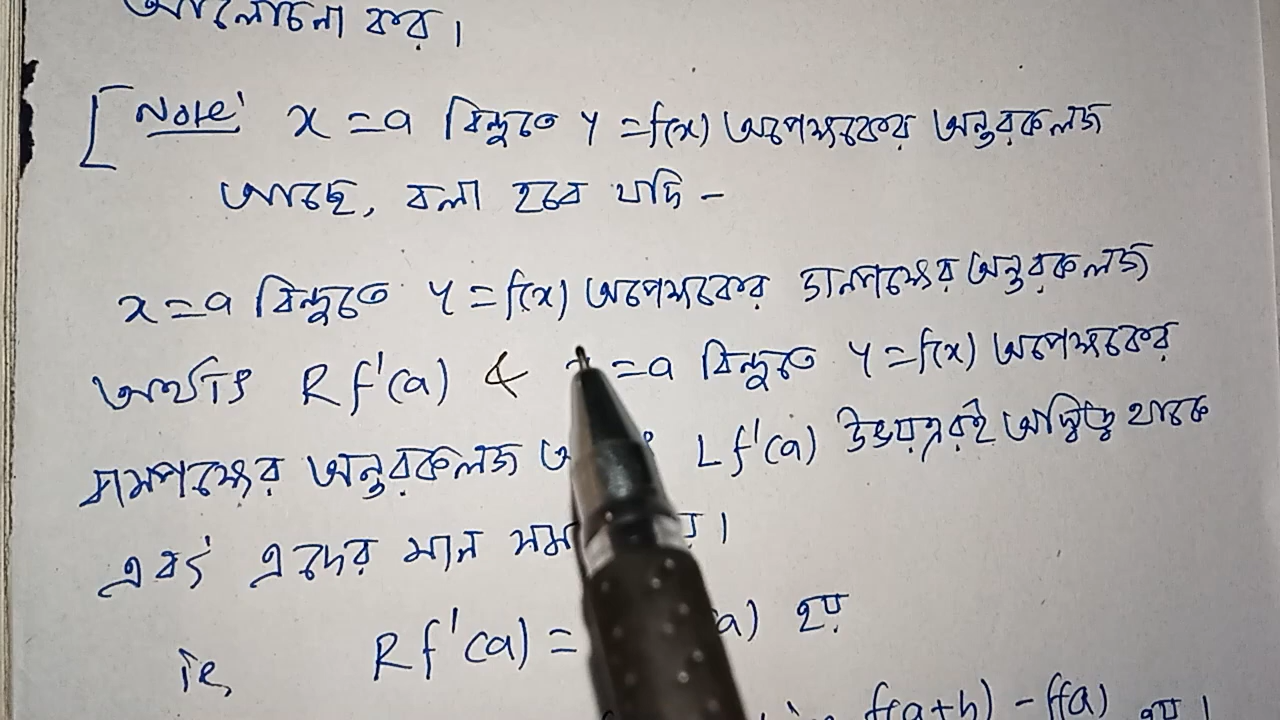 আলোচনা কর।
[Note' x = a বিন্দুতে y = f(x) অপেক্ষকের অন্তরকলজ
আছে, বলা হবে যদি -
x = a বিন্দুতে y = f(x) অপেক্ষকের ডানপক্ষের অন্তরকলজ
অর্থাৎ Rf'(a) & = a বিন্দুতে y = f(x) অপেক্ষকের
বামপক্ষের অন্তরকলজ Lf'(a) উভয়েরই অস্তিত্ব থাকে
এবং এদের মান।
ie, Rf'(a) = a) হয়
f(a+h) - f(a) হয়।